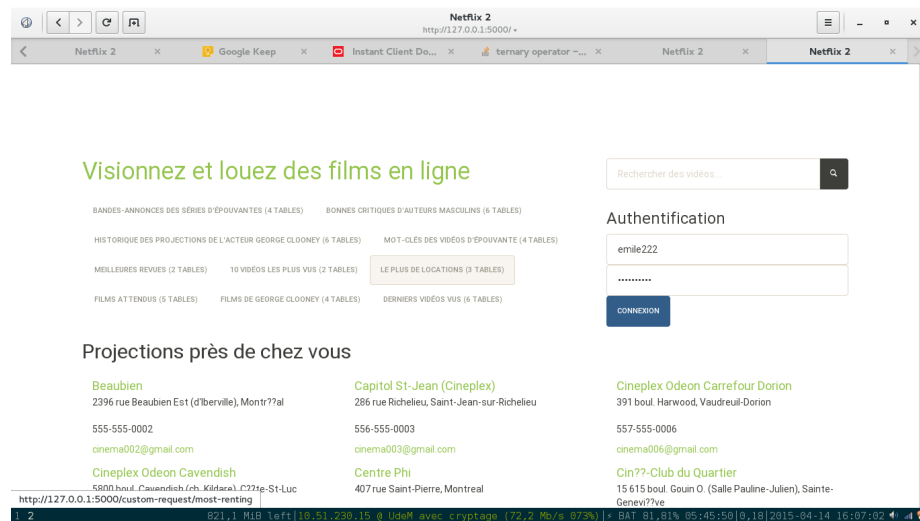 Netflix 2
http://127.0.0.1:5000/
Netflix 2 × Google Keep × Instant Client Do... × ternary operator –... × Netflix 2 × Netflix 2 ×
Visionnez et louez des films en ligne
Rechercher des vidéos...
BANDES-ANNONCES DES SÉRIES D'ÉPOUVANTES (4 TABLES) BONNES CRITIQUES D'AUTEURS MASCULINS (6 TABLES)
Authentification
HISTORIQUE DES PROJECTIONS DE L'ACTEUR GEORGE CLOONEY (6 TABLES) MOT-CLÉS DES VIDÉOS D'ÉPOUVANTE (4 TABLES)
emile222
MEILLEURES REVUES (2 TABLES) 10 VIDÉOS LES PLUS VUS (2 TABLES) LE PLUS DE LOCATIONS (3 TABLES)
••••••••••
FILMS ATTENDUS (5 TABLES) FILMS DE GEORGE CLOONEY (4 TABLES) DERNIERS VIDÉOS VUS (6 TABLES)
CONNEXION
Projections près de chez vous
Beaubien
2396 rue Beaubien Est (d'Iberville), Montr??al
555-555-0002
cinema002@gmail.com
Capitol St-Jean (Cineplex)
286 rue Richelieu, Saint-Jean-sur-Richelieu
556-555-0003
cinema003@gmail.com
Cineplex Odeon Carrefour Dorion
391 boul. Harwood, Vaudreuil-Dorion
557-555-0006
cinema006@gmail.com
Cineplex Odeon Cavendish
5800 boul. Cavendish (ch. Kildare), C??te-St-Luc
Centre Phi
407 rue Saint-Pierre, Montreal
Cin??-Club du Quartier
15 615 boul. Gouin O. (Salle Pauline-Julien), Sainte-
Genevi??ve
http://127.0.0.1:5000/custom-request/most-renting
1 2 821,1 MiB left|10.51.230.15 @ UdeM avec cryptage (72,2 Mb/s 073%)|⚡ BAT 81,81% 05:45:50|0,18|2015-04-14 16:07:02